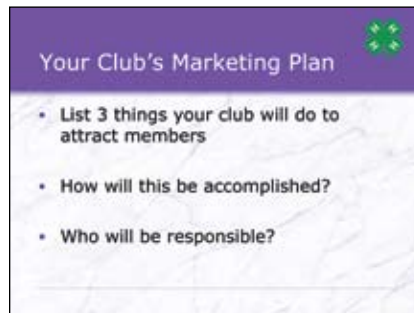 Your Club's Marketing Plan
• List 3 things your club will do to
attract members
• How will this be accomplished?
• Who will be responsible?